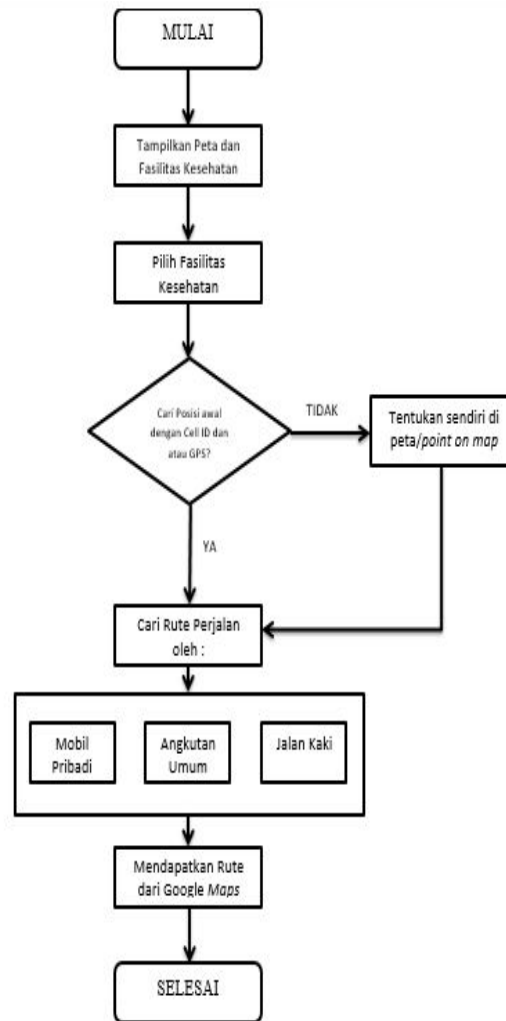 MULAI
Tampilkan Peta dan
Fasilitas Kesehatan
Pilih Fasilitas
Kesehatan
Cari Posisi awal
dengan Cell ID dan
atau GPS?
TIDAK
Tentukan sendiri di
peta/point on map
YA
Cari Rute Perjalan
oleh :
Mobil
Pribadi
Angkutan
Umum
Jalan Kaki
Mendapatkan Rute
dari Google Maps
SELESAI